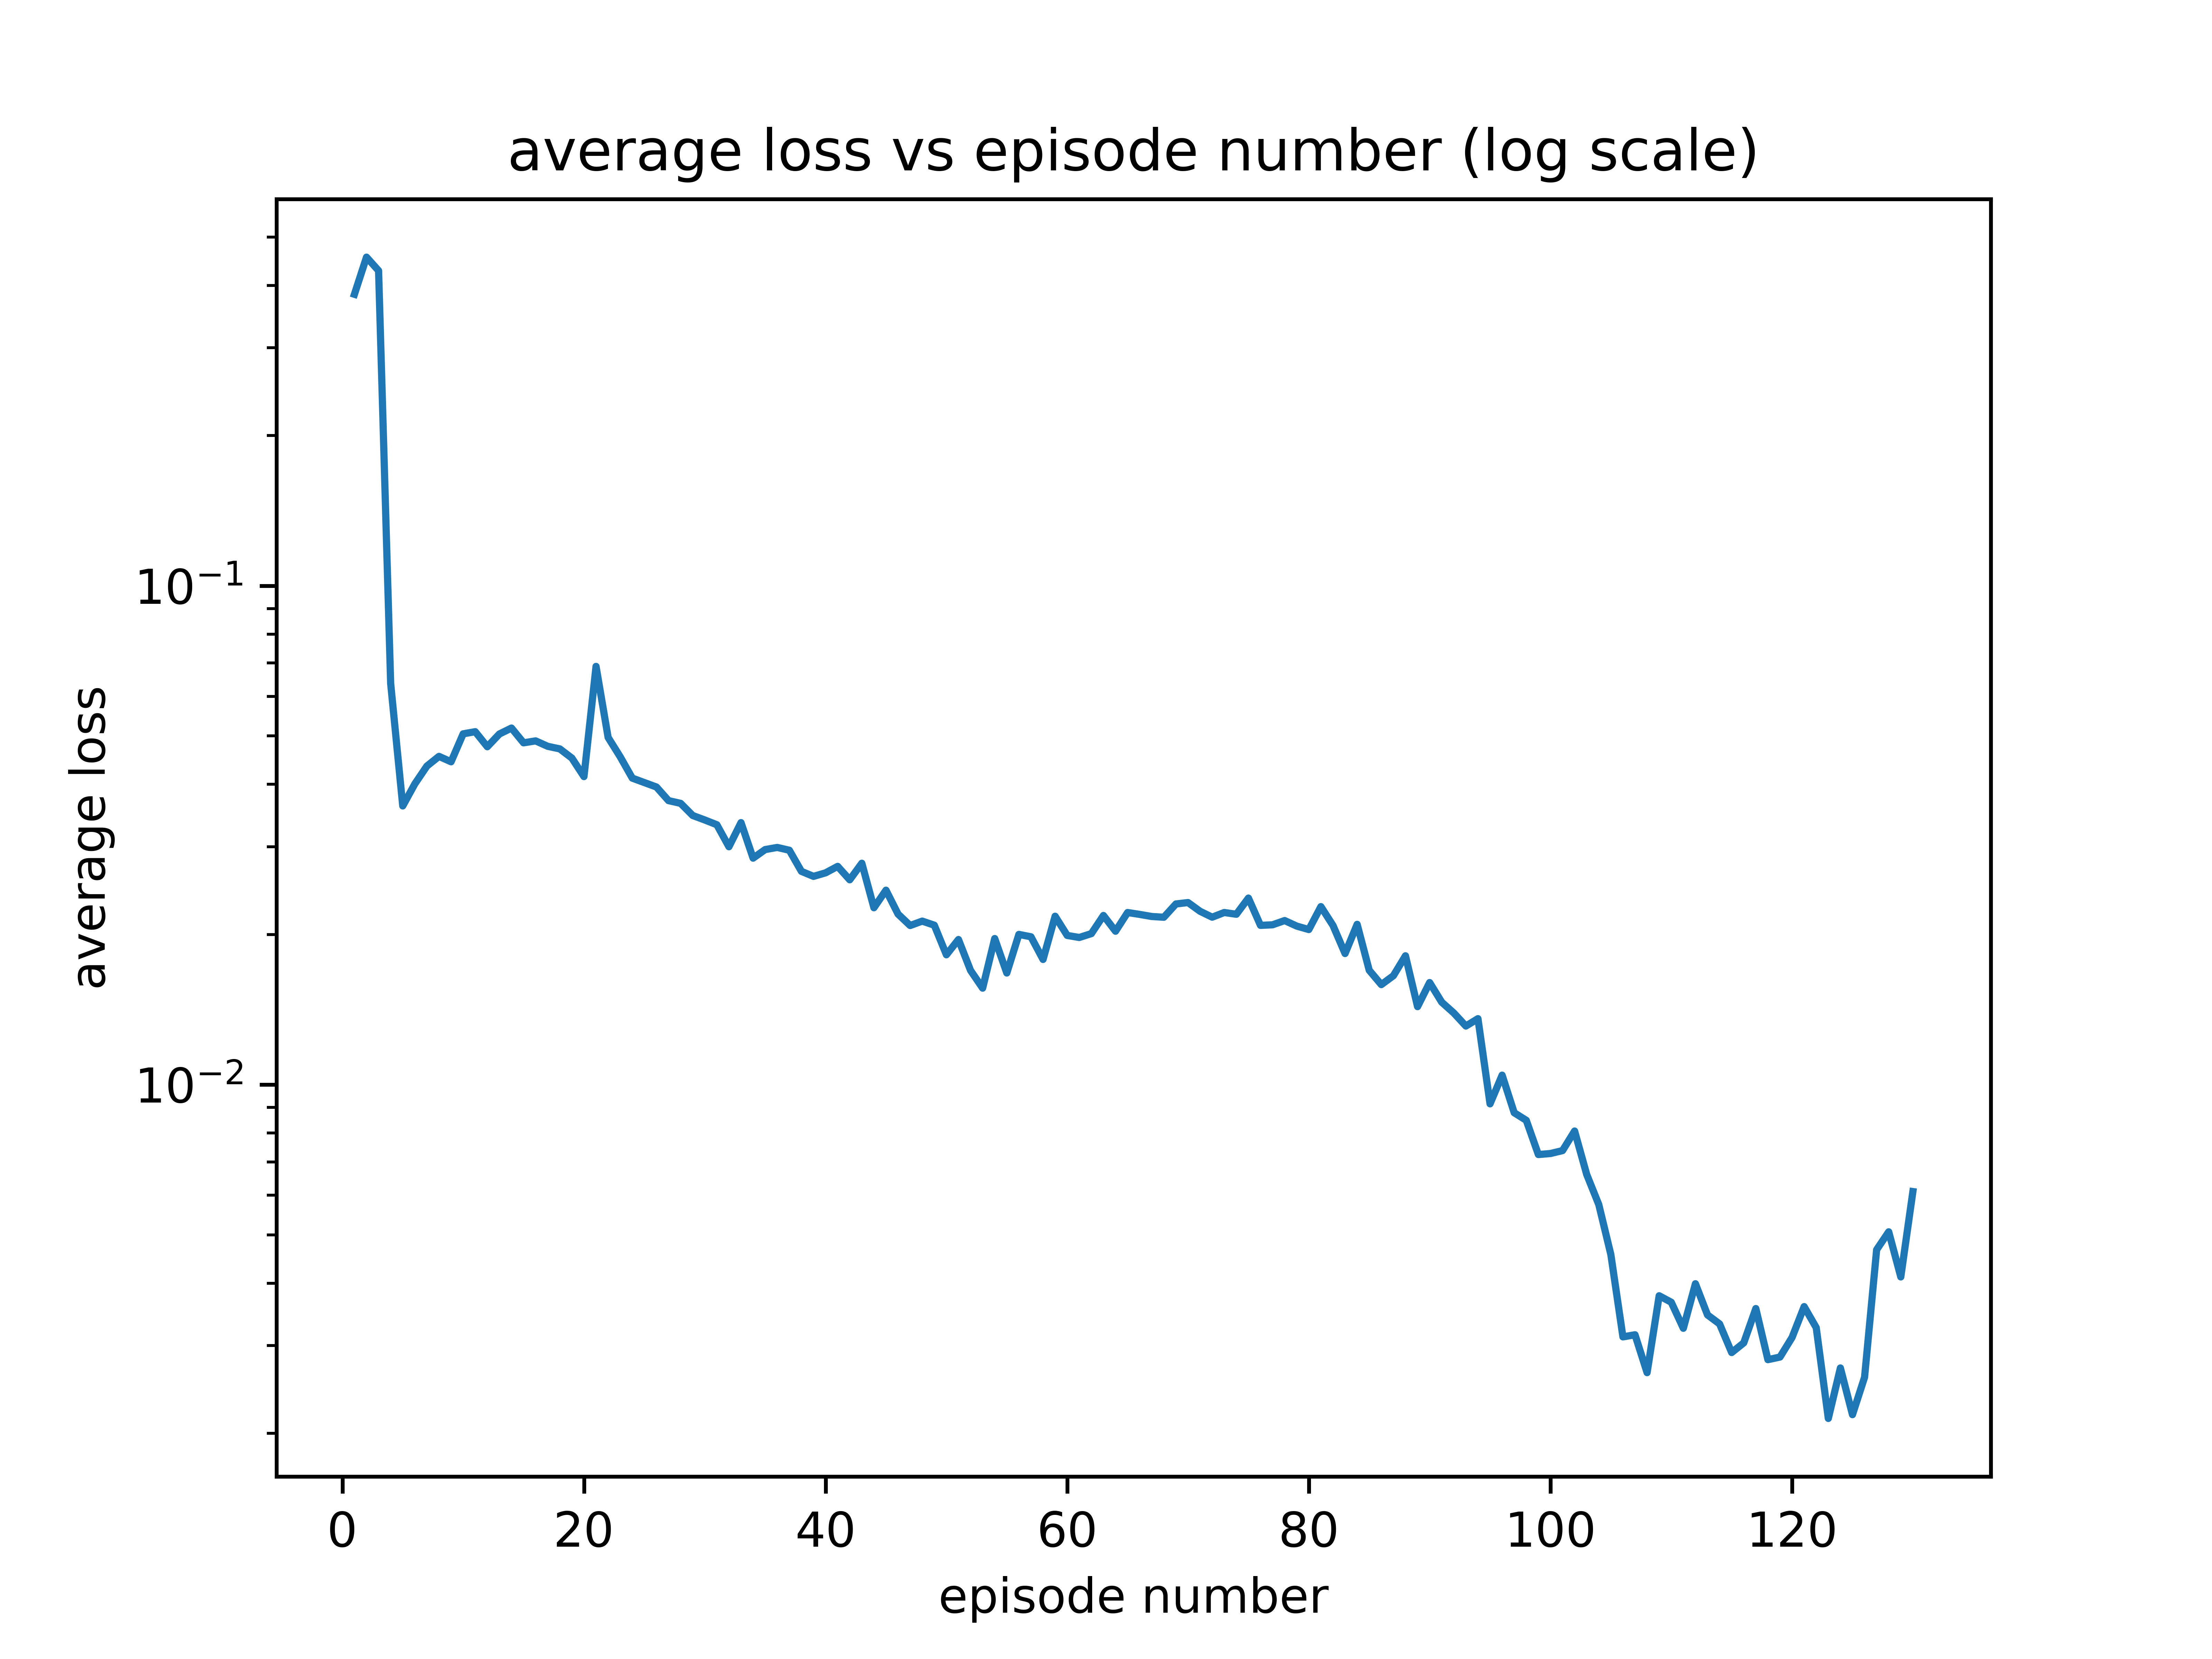 average loss vs episode number (log scale)
average loss
10⁻¹
10⁻²
0 20 40 60 80 100 120
episode number